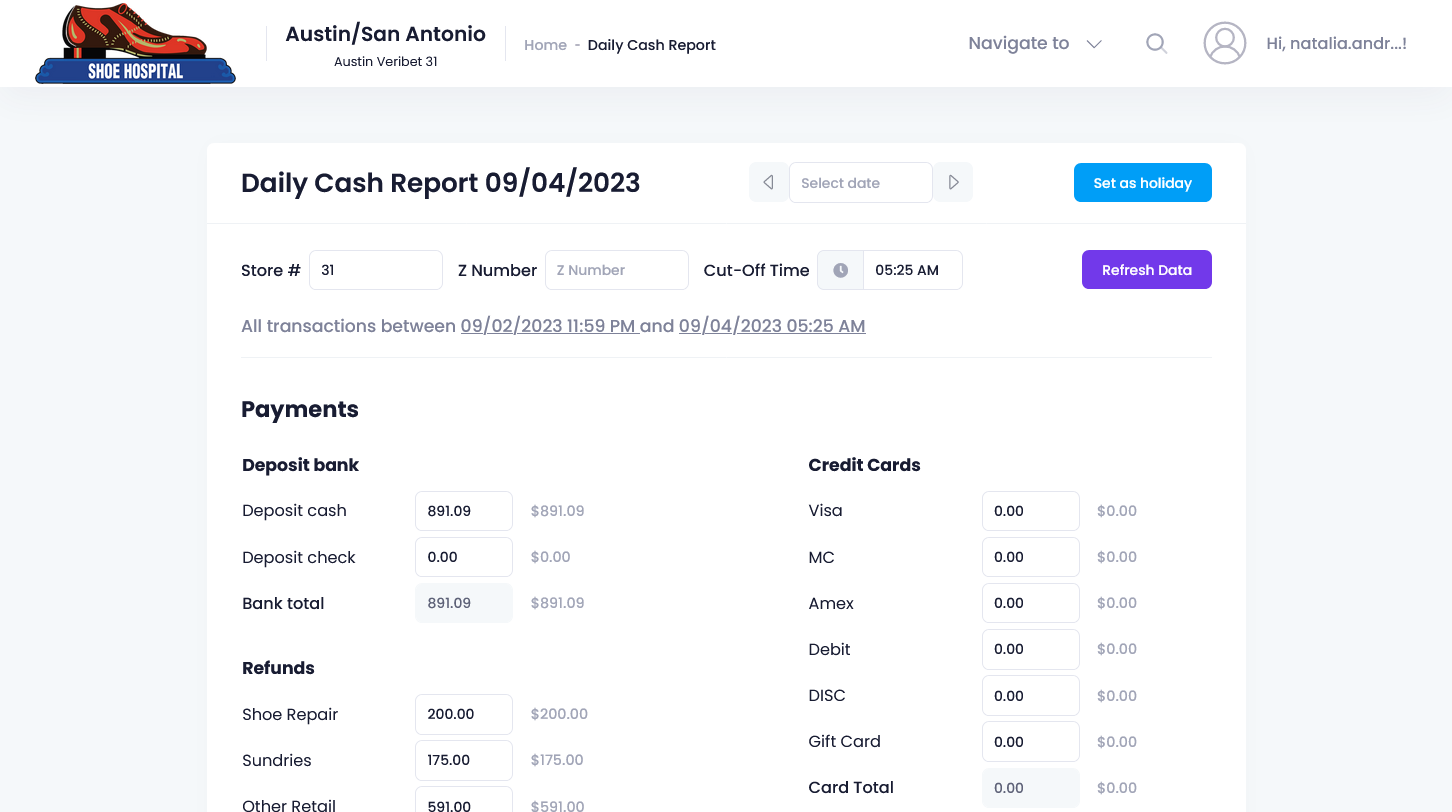 SHOE HOSPITAL
Austin/San Antonio
Austin Veribet 31
Home - Daily Cash Report
Navigate to
Hi, natalia.andr...!
Daily Cash Report 09/04/2023
Select date
Set as holiday
Store # 31 Z Number Z Number Cut-Off Time 05:25 AM
Refresh Data
All transactions between 09/02/2023 11:59 PM and 09/04/2023 05:25 AM
Payments
Deposit bank
Deposit cash 891.09 $891.09
Deposit check 0.00 $0.00
Bank total 891.09 $891.09
Refunds
Shoe Repair 200.00 $200.00
Sundries 175.00 $175.00
Other Retail 591.00 $591.00
Credit Cards
Visa 0.00 $0.00
MC 0.00 $0.00
Amex 0.00 $0.00
Debit 0.00 $0.00
DISC 0.00 $0.00
Gift Card 0.00 $0.00
Card Total 0.00 $0.00